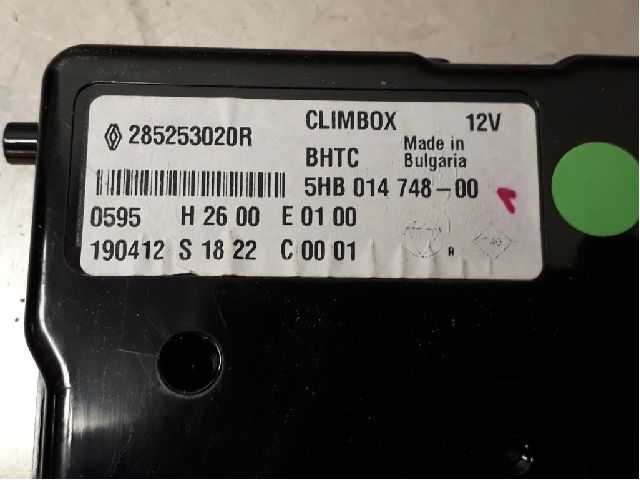 285253020R CLIMBOX 12V
BHTC Made in
Bulgaria
5HB 014 748-00
0595 H 26 00 E 01 00
190412 S 18 22 C 00 01
R 40